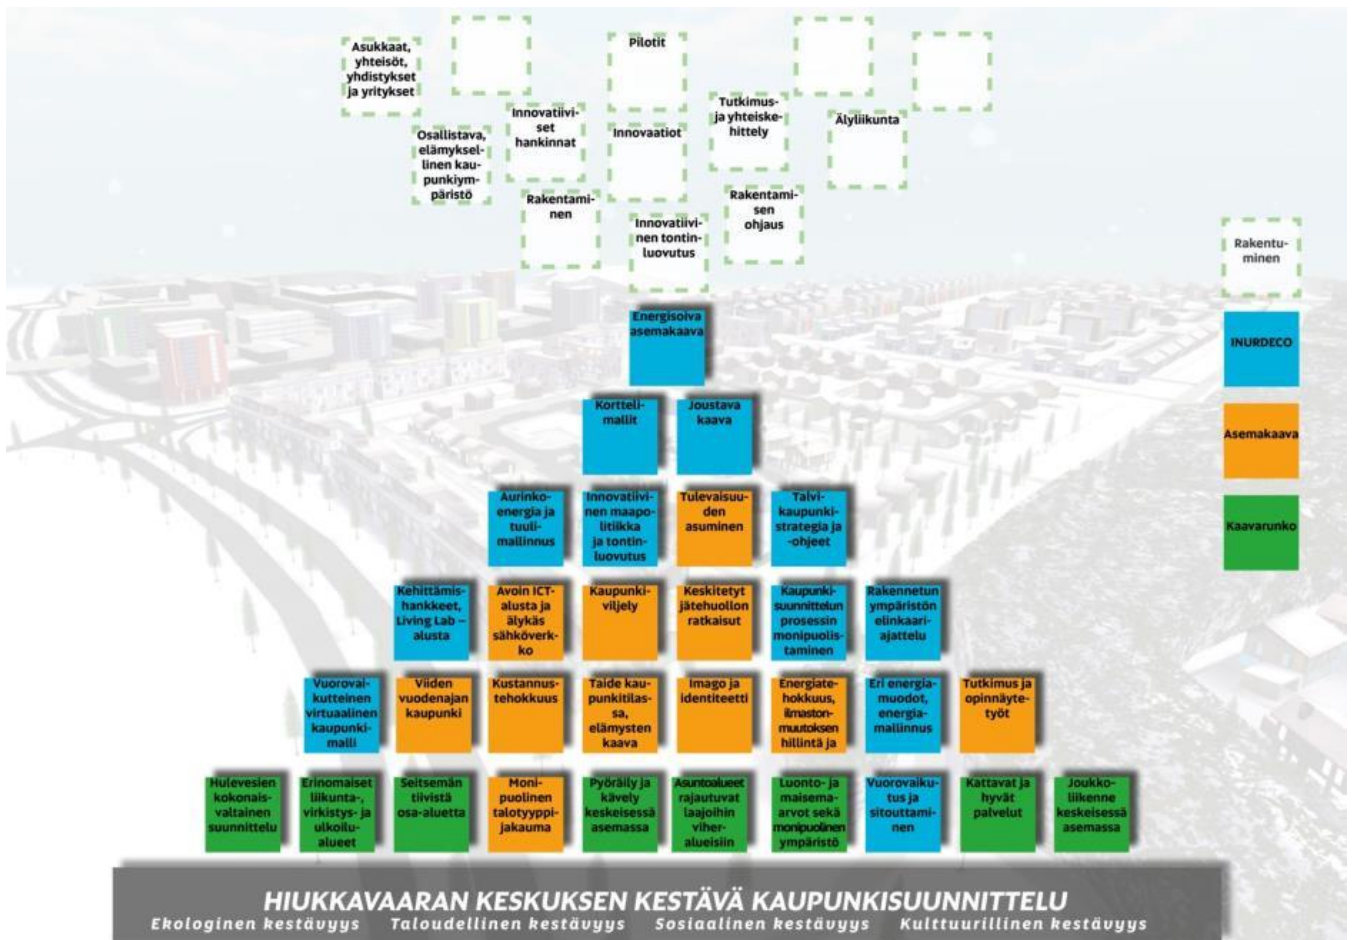 Asukkaat,
yhteisöt,
yhdistykset
ja yritykset
Pilotit
Osallistava,
elämyksel-
linen kau-
punkiym-
päristö
Innovatiivi-
set
hankinnat
Innovaatiot
Tutkimus-
ja yhteiske-
hittely
Älyliikunta
Rakentami-
nen
Innovatiivi-
nen tontin-
luovutus
Rakentami-
sen
ohjaus
Rakentu-
minen
INURDECO
Asemakaava
Kaavarunko
Energisoiva
asemakaava
Kortteli-
mallit
Joustava
kaava
Aurinko-
energia ja
tuuli-
mallinnus
Innovatiivi-
nen maapo-
litiikka
ja tontin-
luovutus
Tulevaisuu-
den
asuminen
Talvi-
kaupunki-
strategia ja
-ohjeet
Kehittämis-
hankkeet,
Living Lab –
alusta
Avoin ICT-
alusta ja
älykäs
sähköverk-
ko
Kaupunki-
viljely
Keskitetyt
jätehuollon
ratkaisut
Kaupunki-
suunnittelun
prosessin
monipuolis-
taminen
Rakennetun
ympäristön
elinkaari-
ajattelu
Vuorovai-
kutteinen
virtuaalinen
kaupunki-
malli
Viiden
vuodenajan
kaupunki
Kustannus-
tehokkuus
Taide kau-
punkitilas-
sa,
elämysten
kaava
Imago ja
identiteetti
Energiate-
hokkuus,
ilmaston-
muutoksen
hillintä ja
Eri energia-
muodot,
energia-
mallinnus
Tutkimus ja
opinnäyte-
työt
Hulevesien
kokonais-
valtainen
suunnittelu
Erinomaiset
liikunta-,
virkistys- ja
ulkoilu-
alueet
Seitsemän
tiivistä
osa-aluetta
Moni-
puolinen
talotyyppi-
jakauma
Pyöräily ja
kävely
keskeisessä
asemassa
Asuntoalueet
rajautuvat
laajoihin
viher-
alueisiin
Luonto- ja
maisema-
arvot sekä
monipuolinen
ympäristö
Vuorovaiku-
tus ja
sitouttami-
nen
Kattavat ja
hyvät
palvelut
Joukko-
liikenne
keskeisessä
asemassa
HIUKKAVAARAN KESKUKSEN KESTÄVÄ KAUPUNKISUUNNITTELU
Ekologinen kestävyys Taloudellinen kestävyys Sosiaalinen kestävyys Kulttuurillinen kestävyys